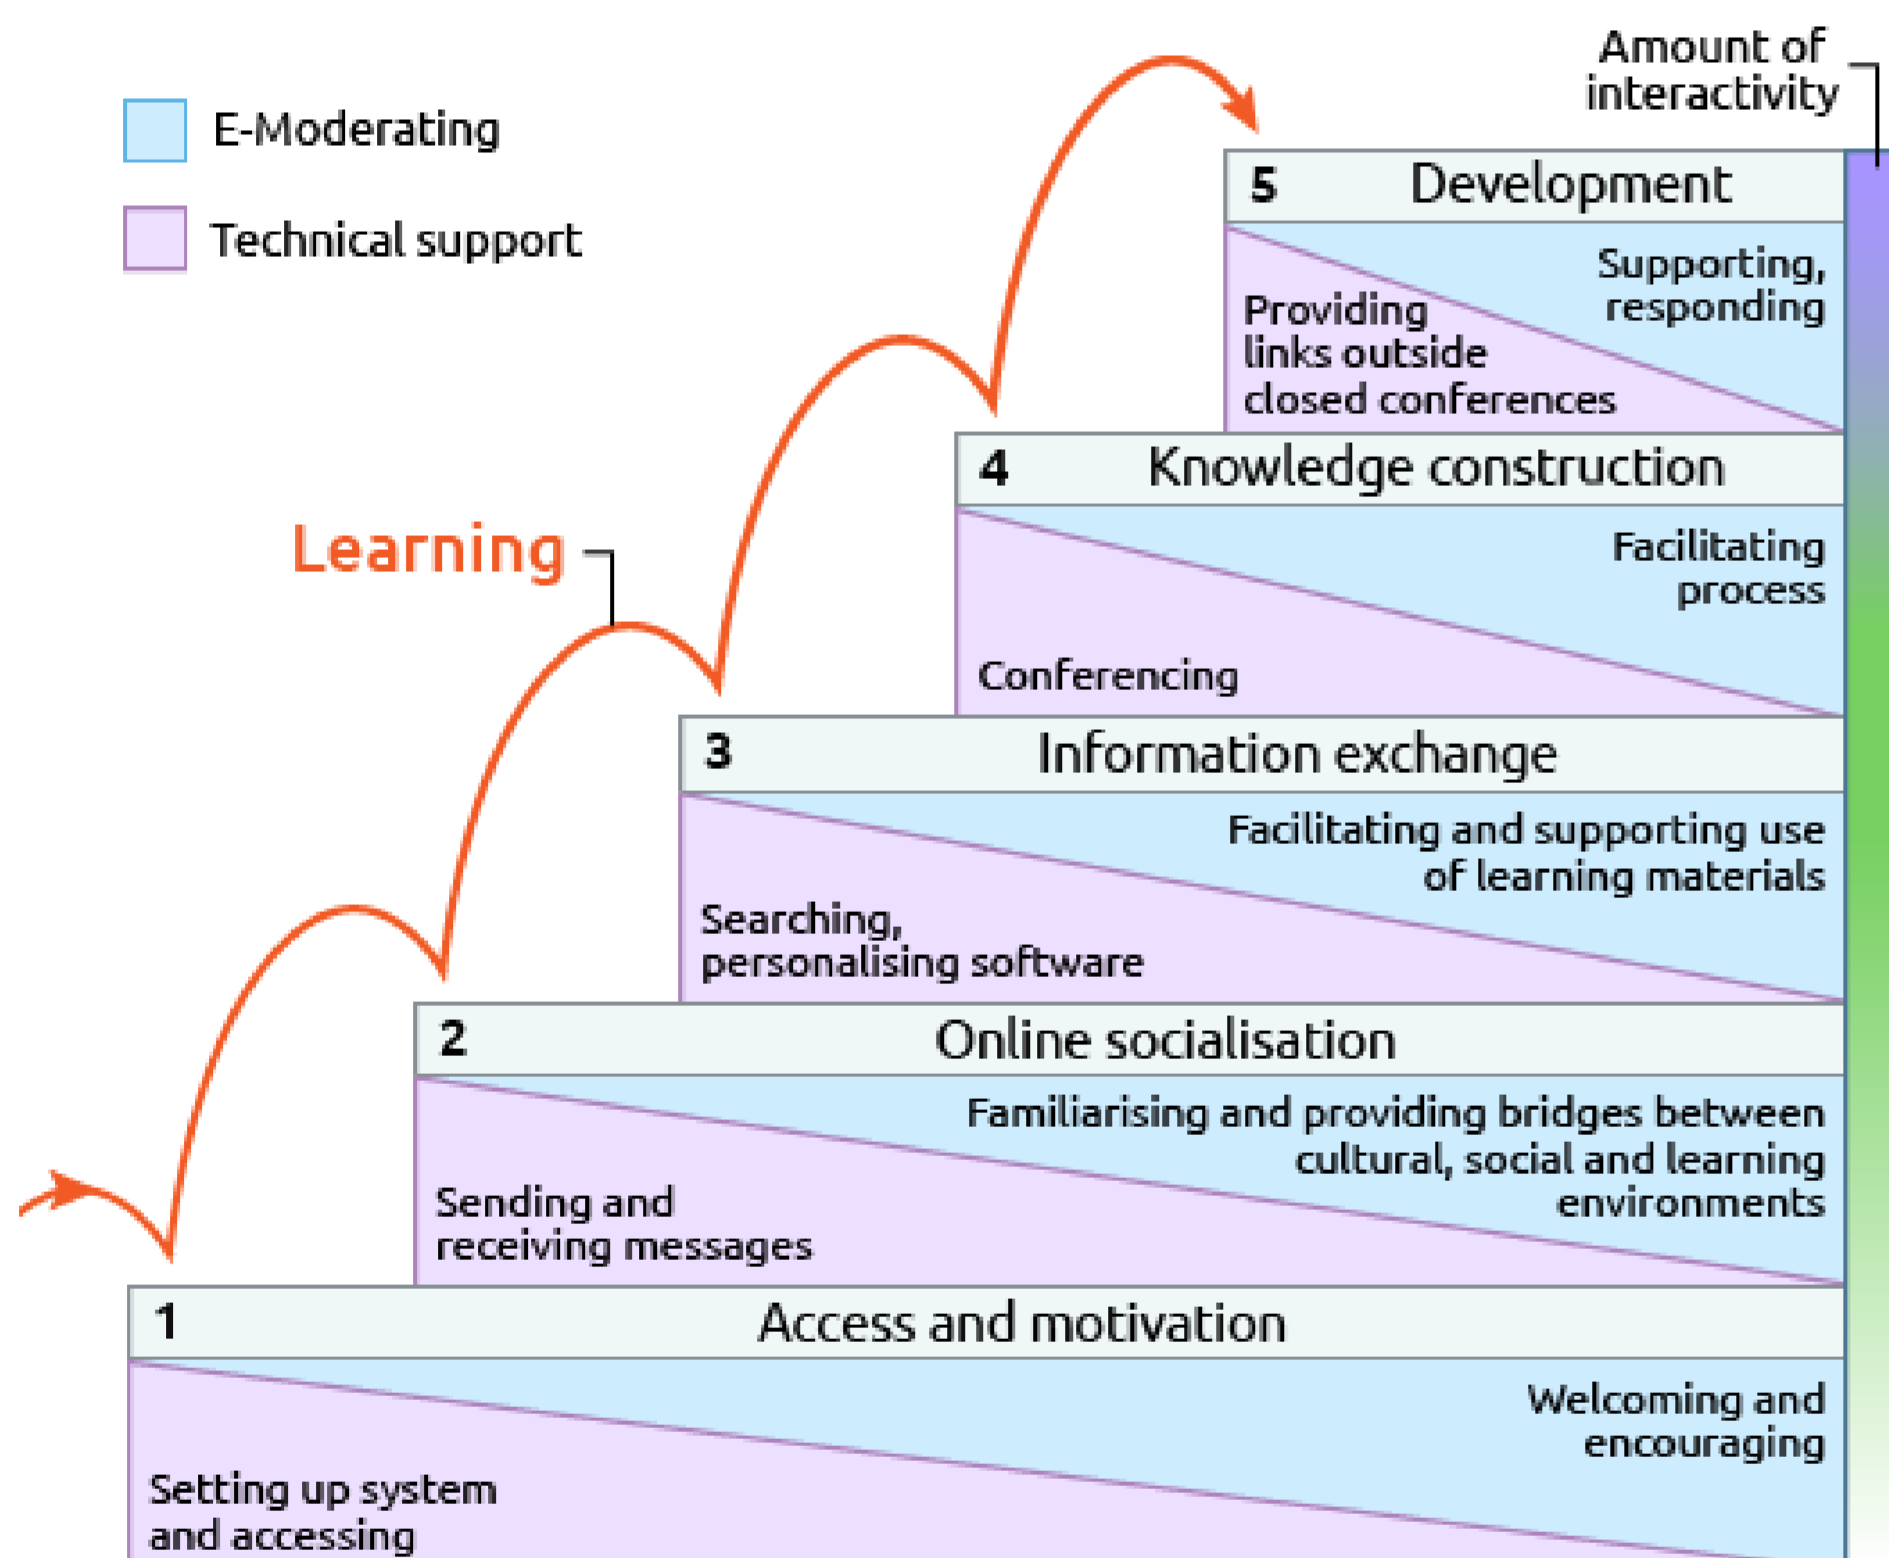 Amount of
interactivity
E-Moderating
Technical support
5 Development
Supporting,
responding
Providing
links outside
closed conferences
4 Knowledge construction
Facilitating
process
Conferencing
Learning
3 Information exchange
Facilitating and supporting use
of learning materials
Searching,
personalising software
2 Online socialisation
Familiarising and providing bridges between
cultural, social and learning
environments
Sending and
receiving messages
1 Access and motivation
Welcoming and
encouraging
Setting up system
and accessing